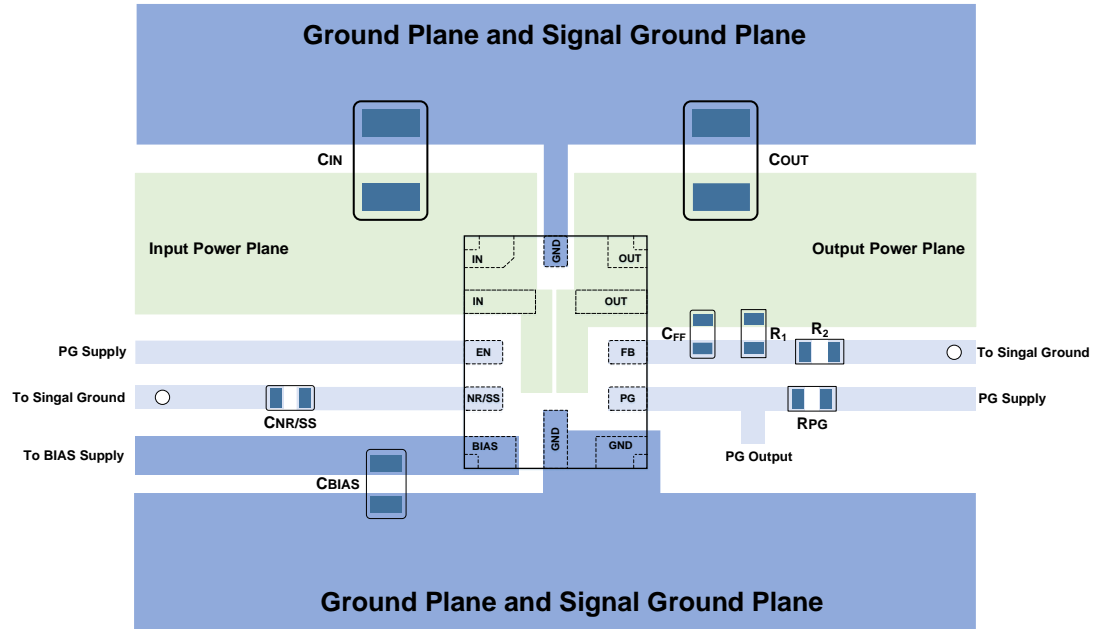 Ground Plane and Signal Ground Plane
CIN
COUT
Input Power Plane
Output Power Plane
IN
GND
OUT
IN
OUT
CFF
R1
R2
PG Supply
EN
FB
To Singal Ground
To Singal Ground
NR/SS
PG
PG Supply
CNR/SS
RPG
To BIAS Supply
BIAS
GND
GND
PG Output
CBIAS
Ground Plane and Signal Ground Plane